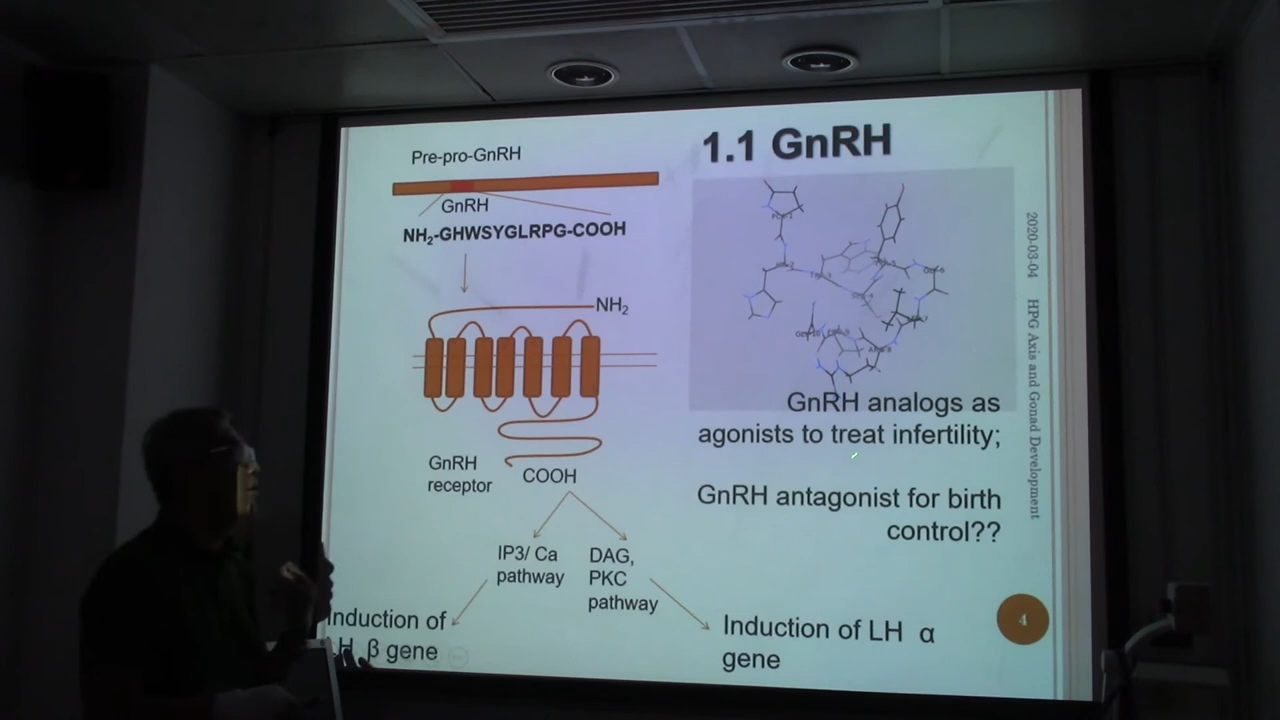 1.1 GnRH
Pre-pro-GnRH
GnRH
NH2-GHWSYGLRPG-COOH
NH2
GnRH
receptor
COOH
IP3/ Ca
pathway
DAG,
PKC
pathway
Induction of
LH β gene
Induction of LH α
gene
GnRH analogs as
agonists to treat infertility;
GnRH antagonist for birth
control??
2020-03-04 HPG Axis and Gonad Development
4